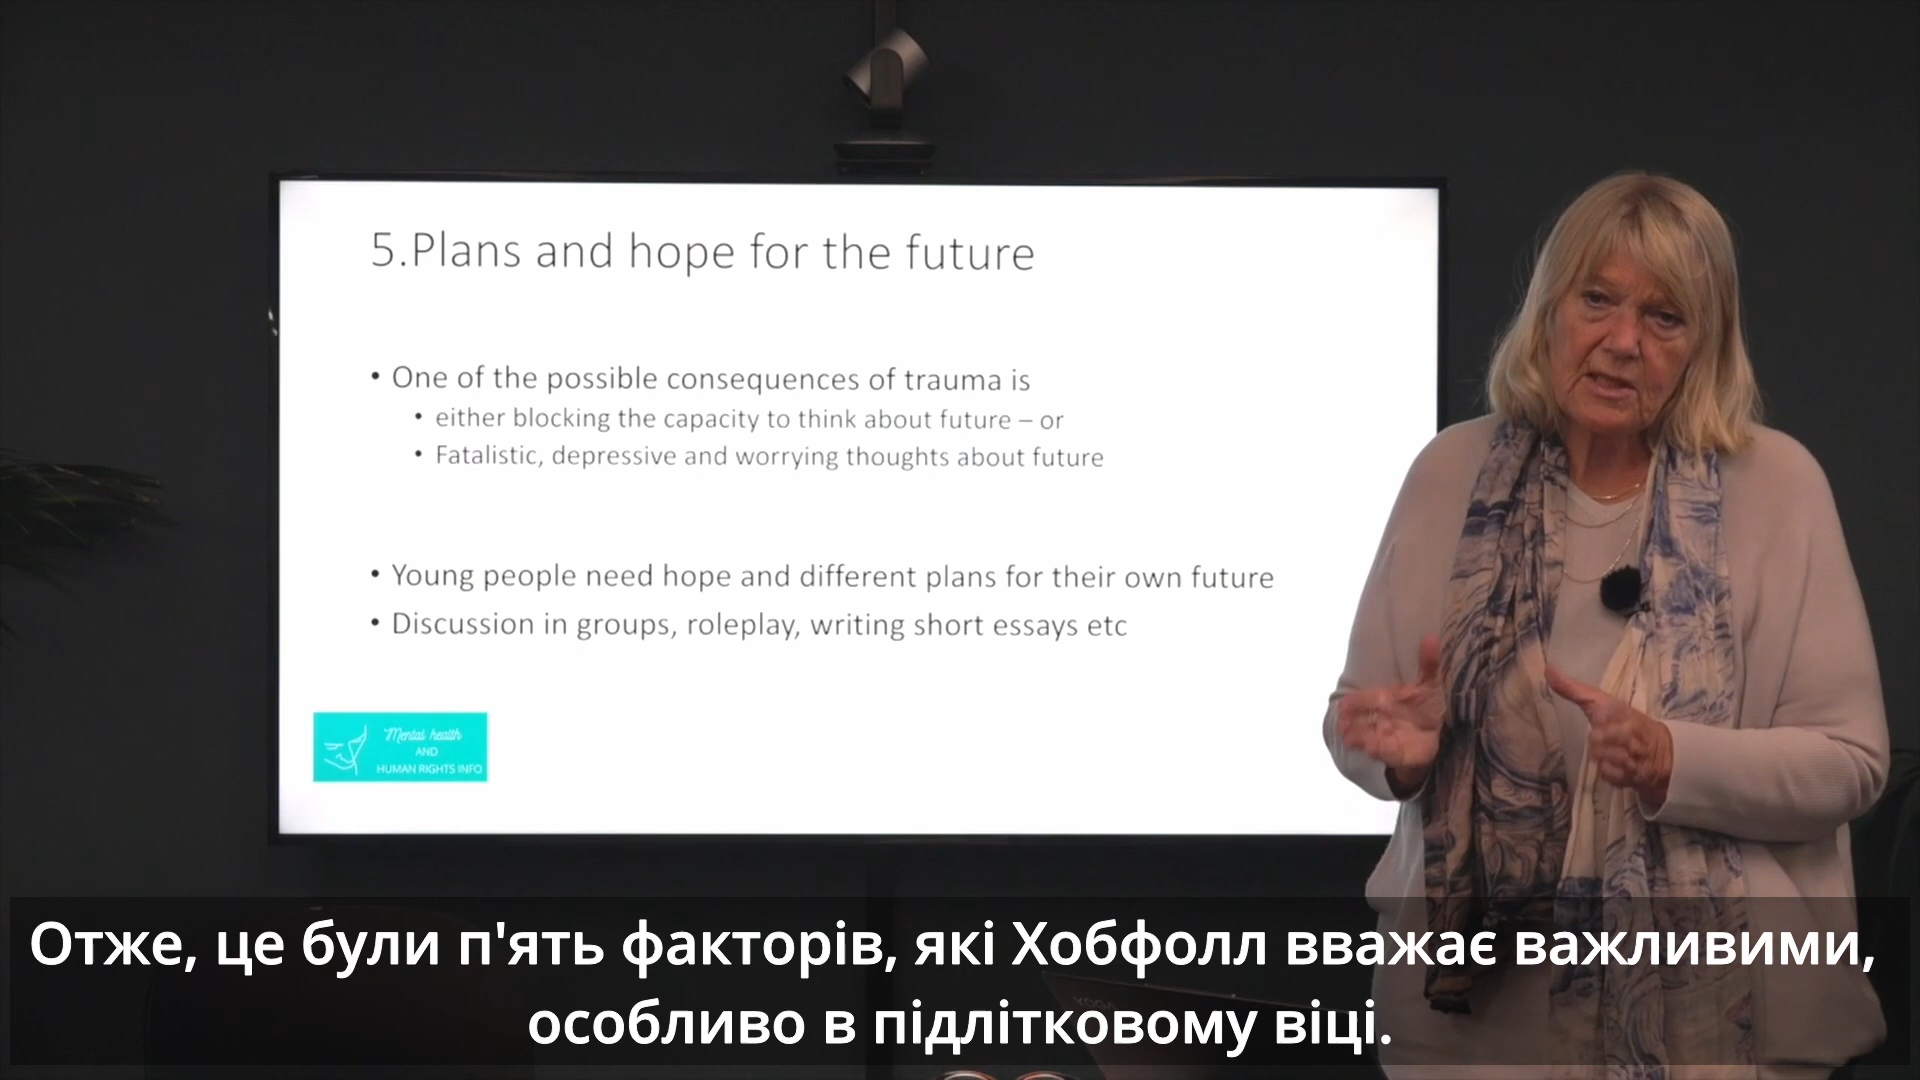 5.Plans and hope for the future
• One of the possible consequences of trauma is
• either blocking the capacity to think about future – or
• Fatalistic, depressive and worrying thoughts about future
• Young people need hope and different plans for their own future
• Discussion in groups, roleplay, writing short essays etc
Mental health
AND
HUMAN RIGHTS INFO
Отже, це були п'ять факторів, які Хобфолл вважає важливими,
особливо в підлітковому віці.
YOGA